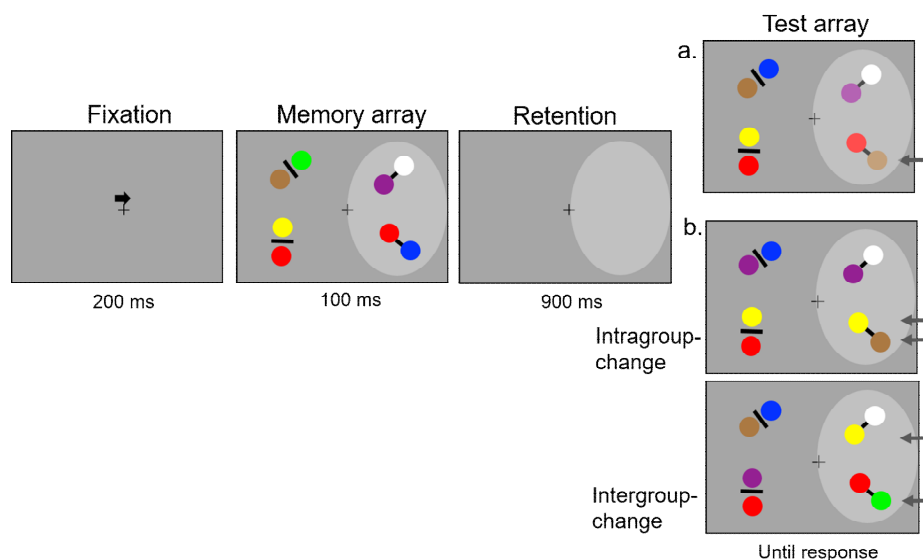 Test array
a.
Fixation
Memory array
Retention
200 ms
100 ms
900 ms
b.
Intragroup-
change
Intergroup-
change
Until response